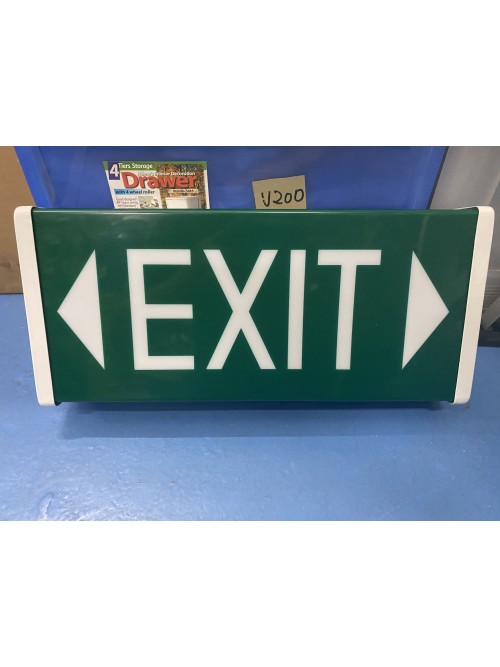 4 Tiers Storage
Drawer
with 4 wheel roller
V200
EXIT